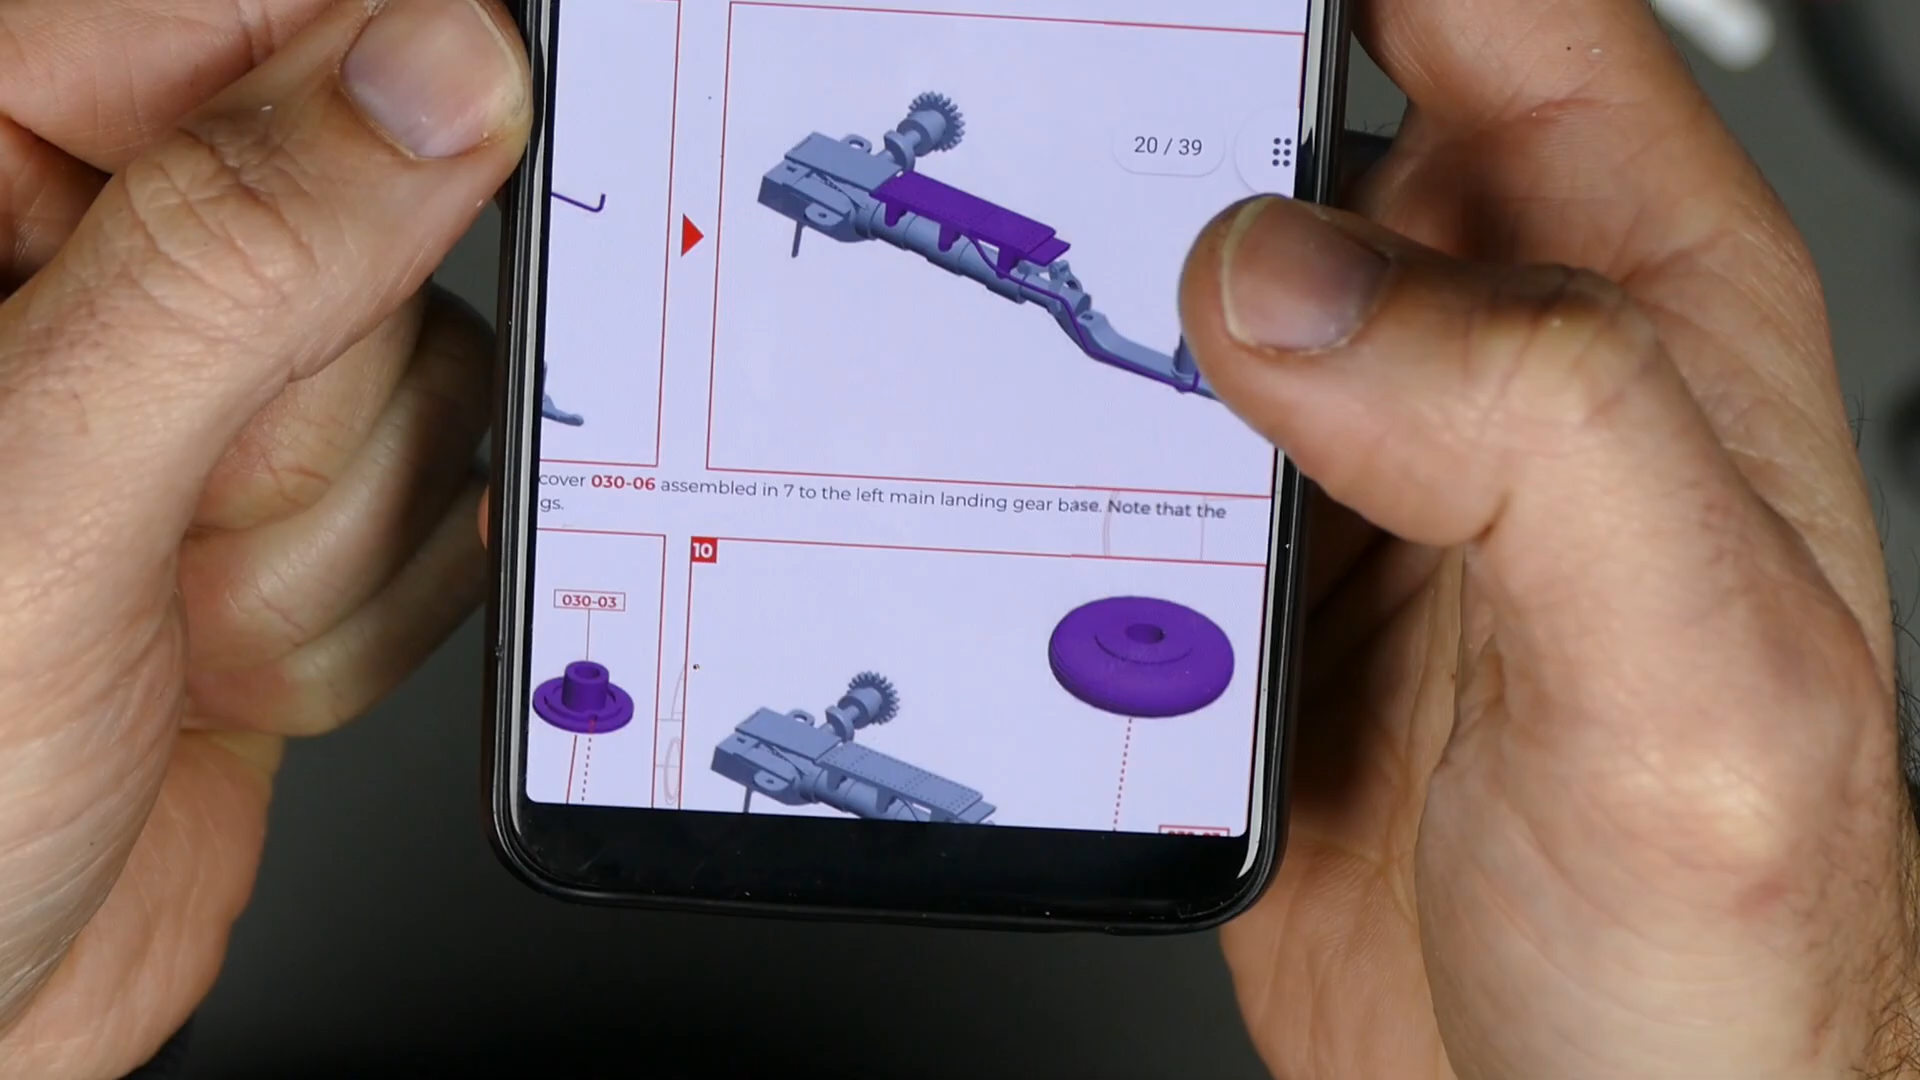 20 / 39
cover 030-06 assembled in 7 to the left main landing gear base. Note that the
gs.
10
030-03